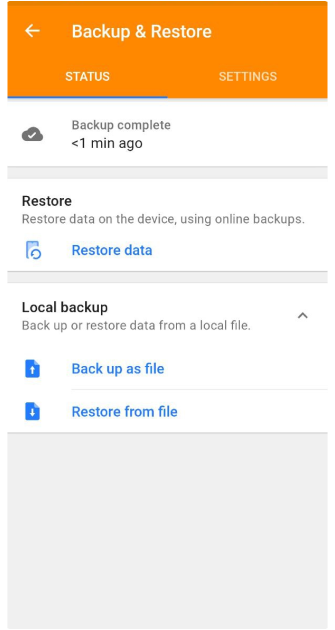 Backup & Restore
STATUS
SETTINGS
Backup complete
<1 min ago
Restore
Restore data on the device, using online backups.
Restore data
Local backup
Back up or restore data from a local file.
Back up as file
Restore from file